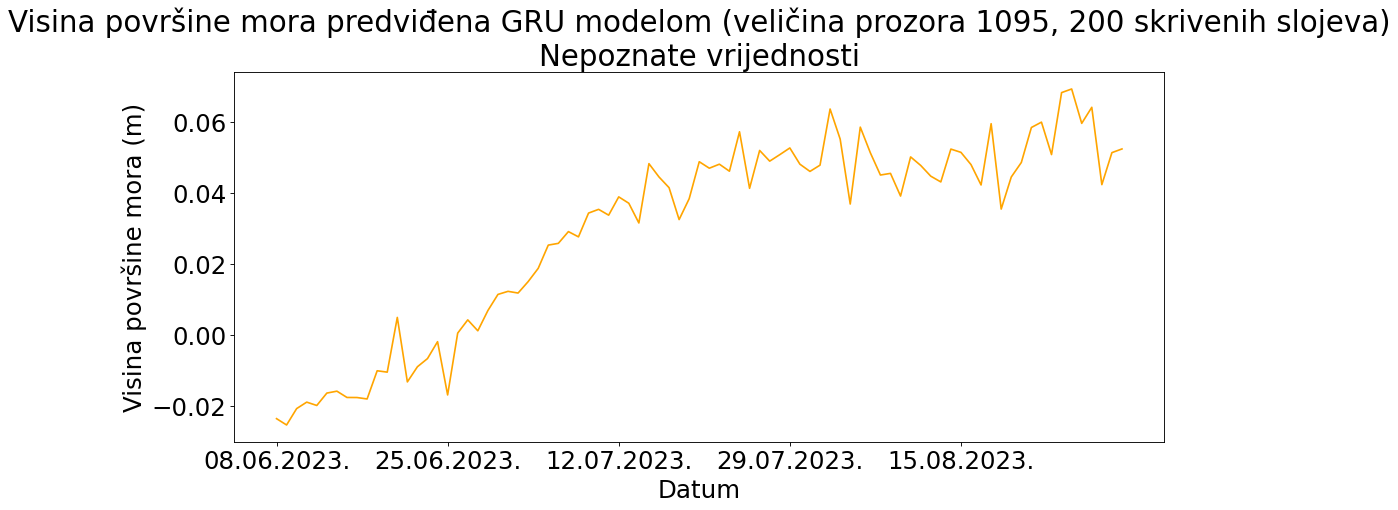 Visina površine mora predviđena GRU modelom (veličina prozora 1095, 200 skrivenih slojeva)
Nepoznate vrijednosti
Visina površine mora (m)
0.06
0.04
0.02
0.00
−0.02
08.06.2023. 25.06.2023. 12.07.2023. 29.07.2023. 15.08.2023.
Datum